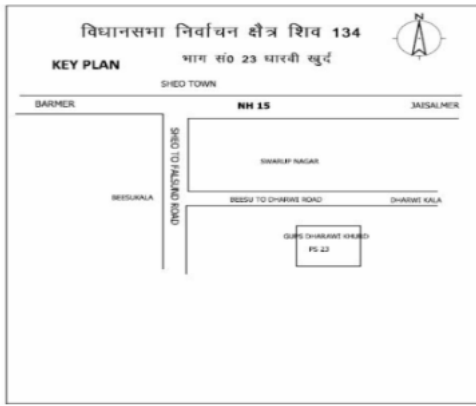 विधानसभा निर्वाचन क्षैत्र शिव 134
N
KEY PLAN
भाग सं0 23 धारवी खुर्द
SHEO TOWN
BARMER
NH 15
JAISALMER
SHEO TO FALSUND ROAD
SWARUP NAGAR
BEESUKALA
BEESU TO DHARWI ROAD
DHARWI KALA
GUPS DHARAWI KHURD
PS 23